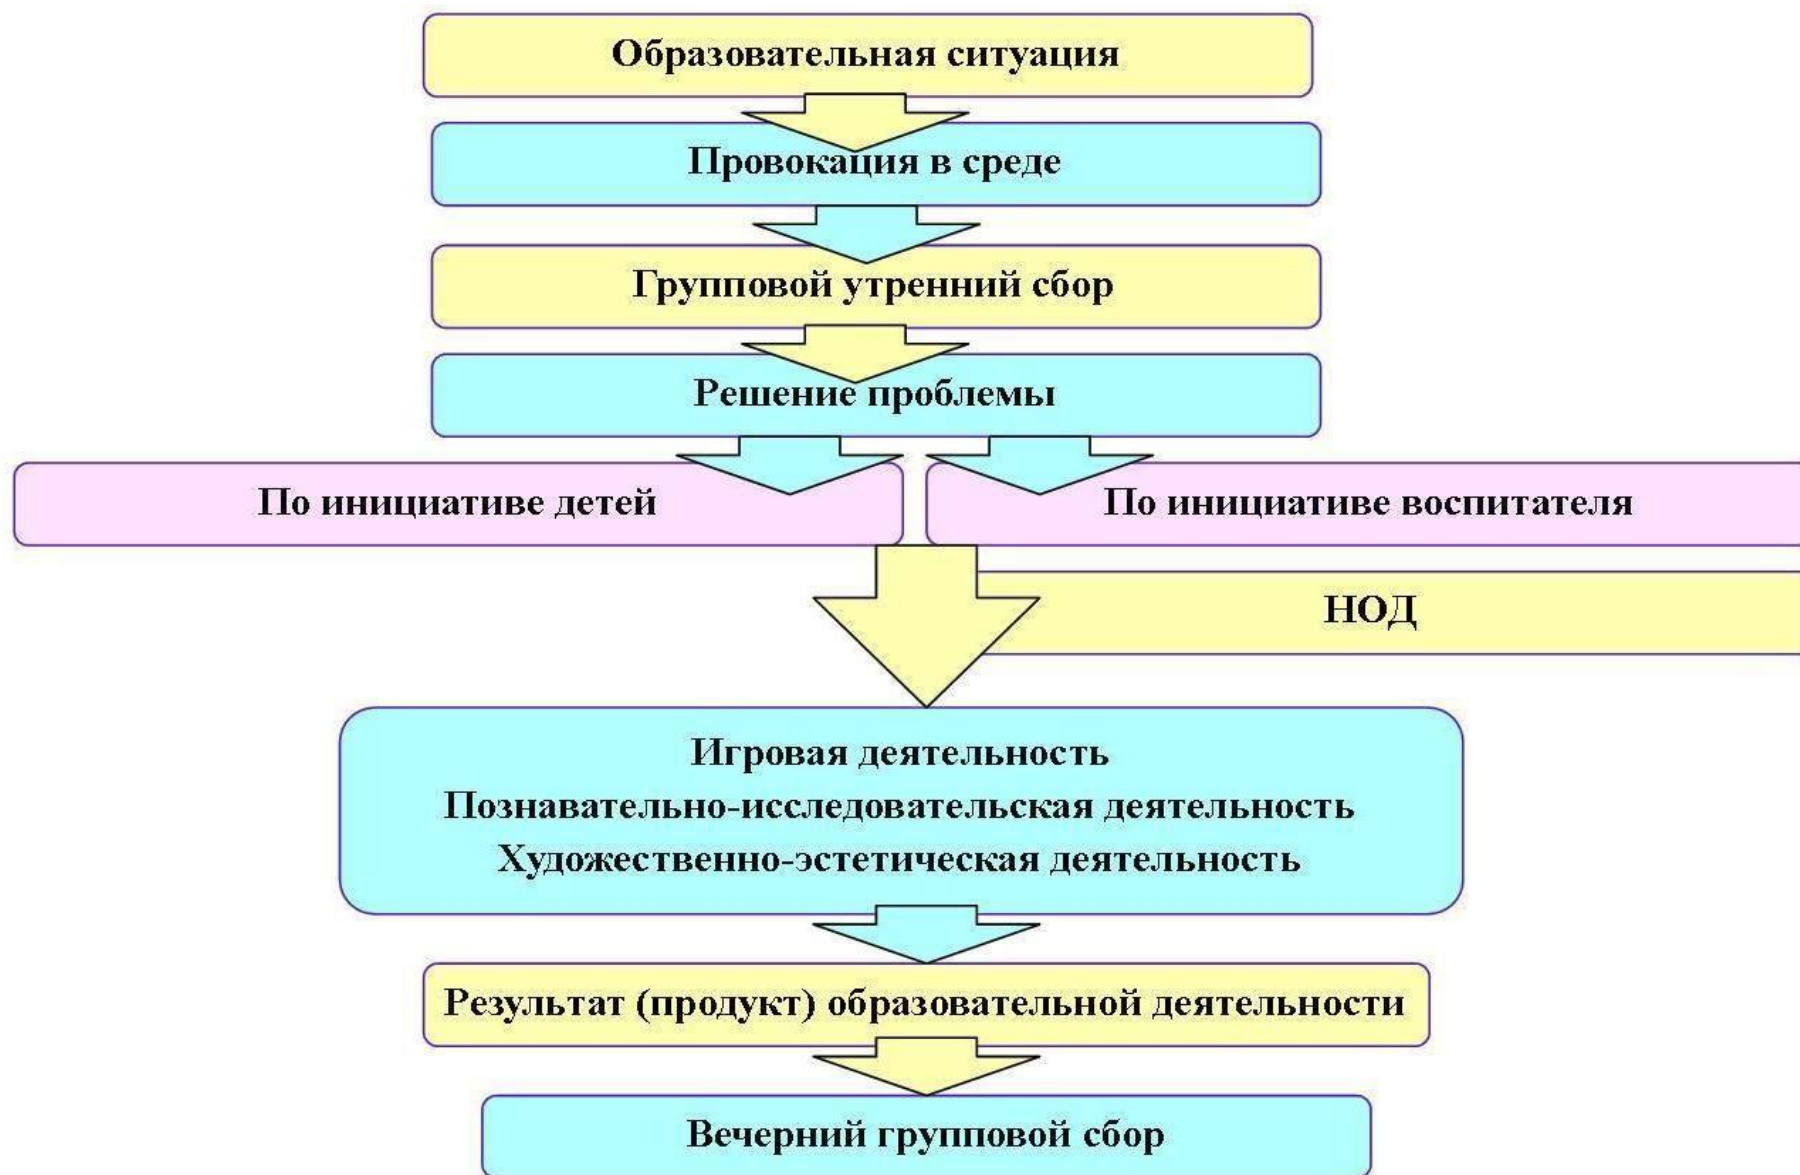 Образовательная ситуация
Провокация в среде
Групповой утренний сбор
Решение проблемы
По инициативе детей
По инициативе воспитателя
НОД
Игровая деятельность
Познавательно-исследовательская деятельность
Художественно-эстетическая деятельность
Результат (продукт) образовательной деятельности
Вечерний групповой сбор